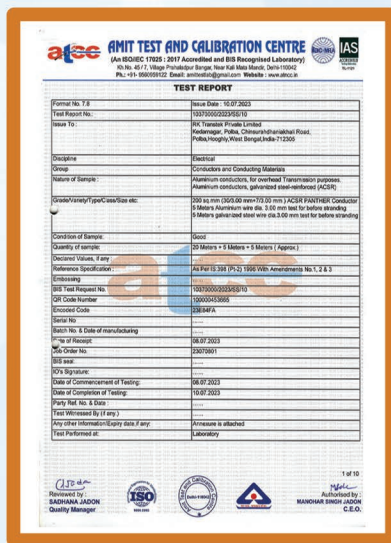 atcc
AMIT TEST AND CALIBRATION CENTRE
(An ISO/IEC 17025 : 2017 Accredited and BIS Recognised Laboratory)
Kh.No. 45 / 7, Village Prahaladpur Bangar, Near Kali Mata Mandir, Delhi-110042
Ph.: +91- 9560959122 Email: amittestlab@gmail.com Website : www.atncc.in
IAS
ACCREDITED
TEST REPORT
Format No. 7.8 Issue Date : 10.07.2023
Test Report No.: 10370000/2023/SS/10
Issue To : RK Transtek Private Limited
Kedarnagar, Polba,
Polba,Hooghly,West Bengal,India-712305
Discipline Electrical
Group Conductors and Conducting Materials
Nature of Sample : Aluminium conductors, for overhead Transmission purposes.
Aluminium conductors, galvanized steel-reinforced (ACSR)
Grade/Variety/Type/Class/Size etc: 200 sq mm (30/3.00 mm+7/3.00 mm ) ACSR PANTHER Conductor
5 Meters Aluminium wire dia. 3.00 mm test for before stranding
5 Meters galvanized steel wire dia.3.00 mm test for before stranding
Condition of Sample: Good
Quantity of sample: 20 Meters + 5 Meters + 5 Meters ( Approx.)
Declared Values, if any : ......
Reference Specification : As Per IS 398 (Pt-2) 1996 With Amendments No.1, 2 & 3
Embossing ......
BIS Test Request No. 10370000/2023/SS/10
QR Code Number 100000453665
Encoded Code 23E84FA
Serial No ......
Batch No. & Date of manufacturing ......
of Receipt: 08.07.2023
Job Order No. 23070801
BIS seal: ......
IO's Signature: ......
Date of Commencement of Testing: 08.07.2023
Date of Completion of Testing: 10.07.2023
Party Ref. No. & Date : ......
Test Witnessed By (if any ) ......
Any other Information/Expiry date,if any: Annexure is attached
Test Performed at: Laboratory
atcc
1 of 10
Reviewed by :
SADHANA JADON
Quality Manager
ISO
Authorised by :
MANOHAR SINGH JADON
C.E.O.